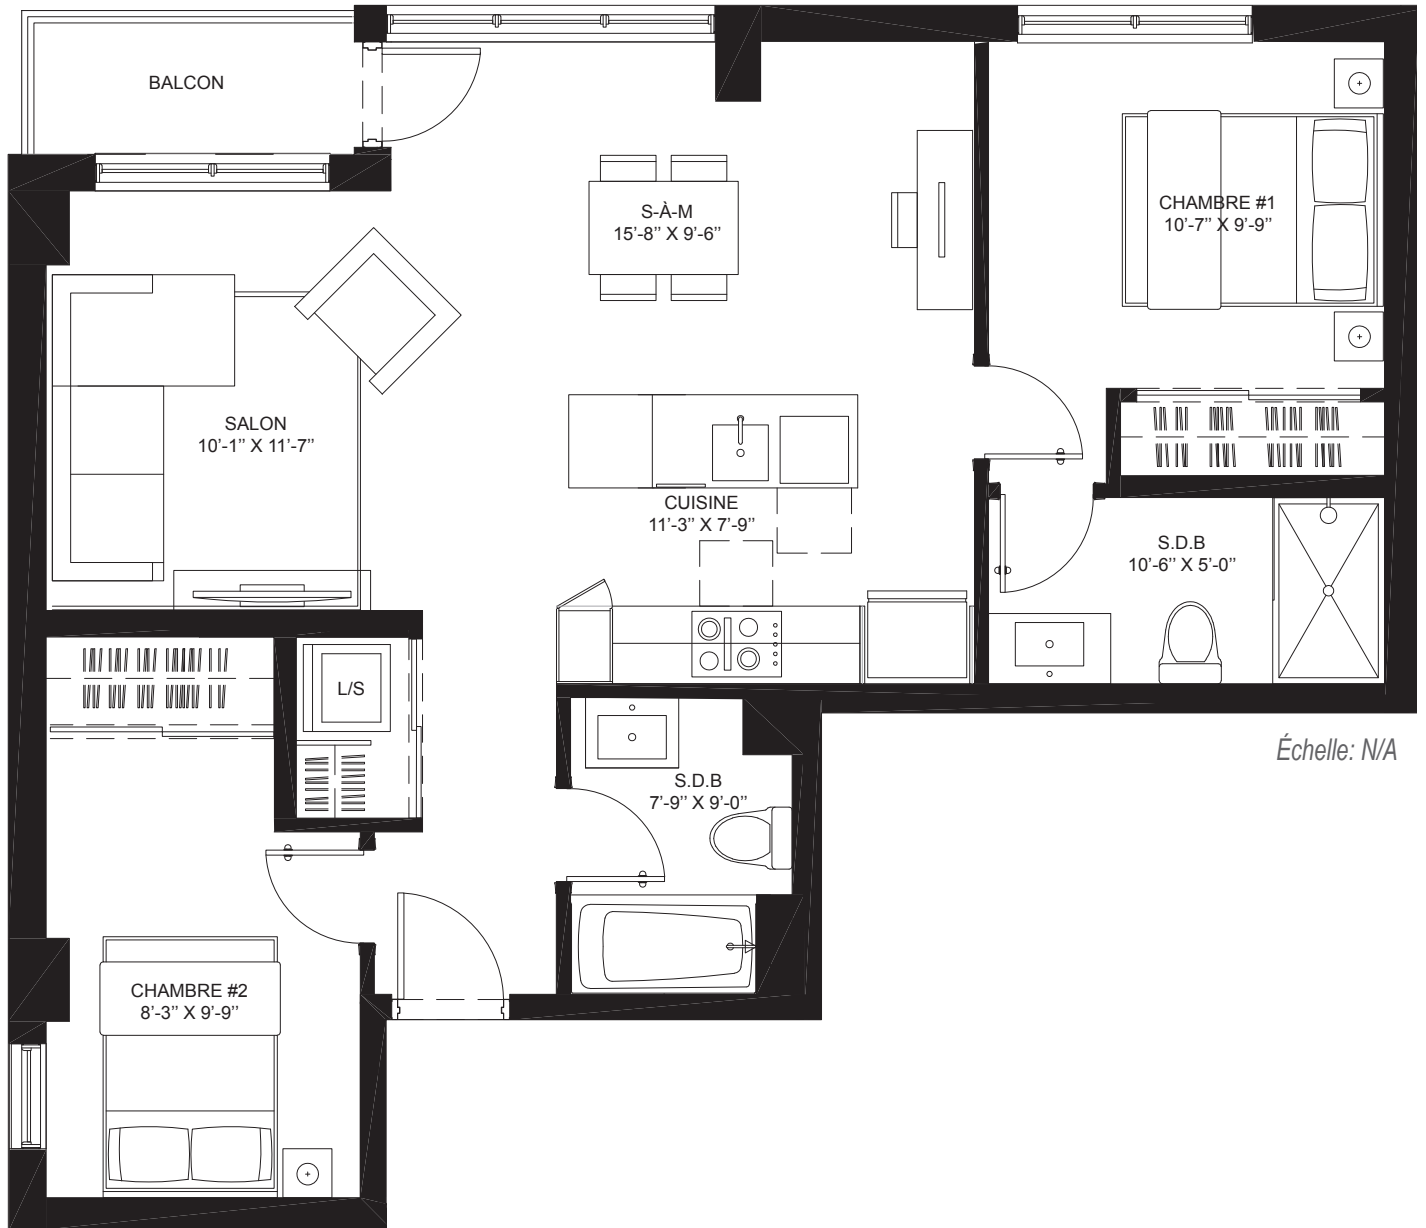 BALCON
S-À-M
15’-8’’ X 9’-6’’
CHAMBRE #1
10’-7’’ X 9’-9’’
SALON
10’-1’’ X 11’-7’’
CUISINE
11’-3’’ X 7’-9’’
S.D.B
10’-6’’ X 5’-0’’
L/S
Échelle: N/A
S.D.B
7’-9’’ X 9’-0’’
CHAMBRE #2
8’-3’’ X 9’-9’’